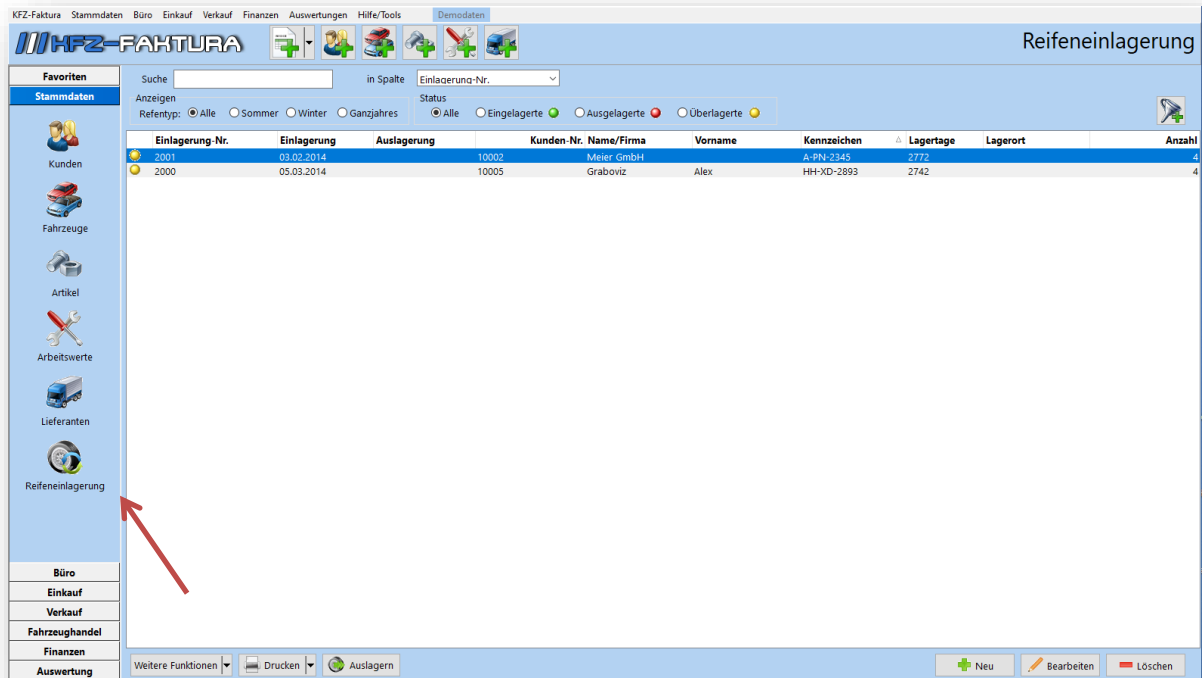 KFZ-Faktura Stammdaten Büro Einkauf Verkauf Finanzen Auswertungen Hilfe/Tools Demodaten
KFZ-FAKTURA
Reifeneinlagerung
Favoriten
Stammdaten
Kunden
Fahrzeuge
Artikel
Arbeitswerte
Lieferanten
Reifeneinlagerung
Büro
Einkauf
Verkauf
Fahrzeughandel
Finanzen
Auswertung
Suche in Spalte Einlagerung-Nr.
Anzeigen Status
Refentyp: Alle Sommer Winter Ganzjahres Alle Eingelagerte Ausgelagerte Überlagerte
Einlagerung-Nr. Einlagerung Auslagerung Kunden-Nr. Name/Firma Vorname Kennzeichen Lagertage Lagerort Anzahl
2001 03.02.2014 10002 Meier GmbH A-PN-2345 2772 4
2000 05.03.2014 10005 Graboviz Alex HH-XD-2893 2742 4
Weitere Funktionen Drucken Auslagern Neu Bearbeiten Löschen